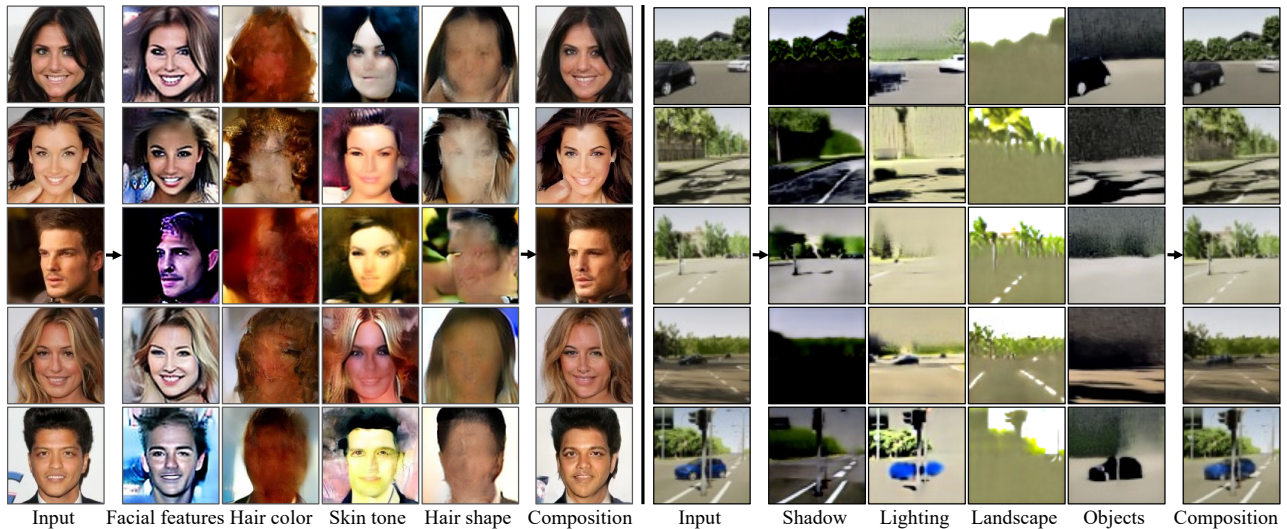 Input Facial features Hair color Skin tone Hair shape Composition Input Shadow Lighting Landscape Objects Composition